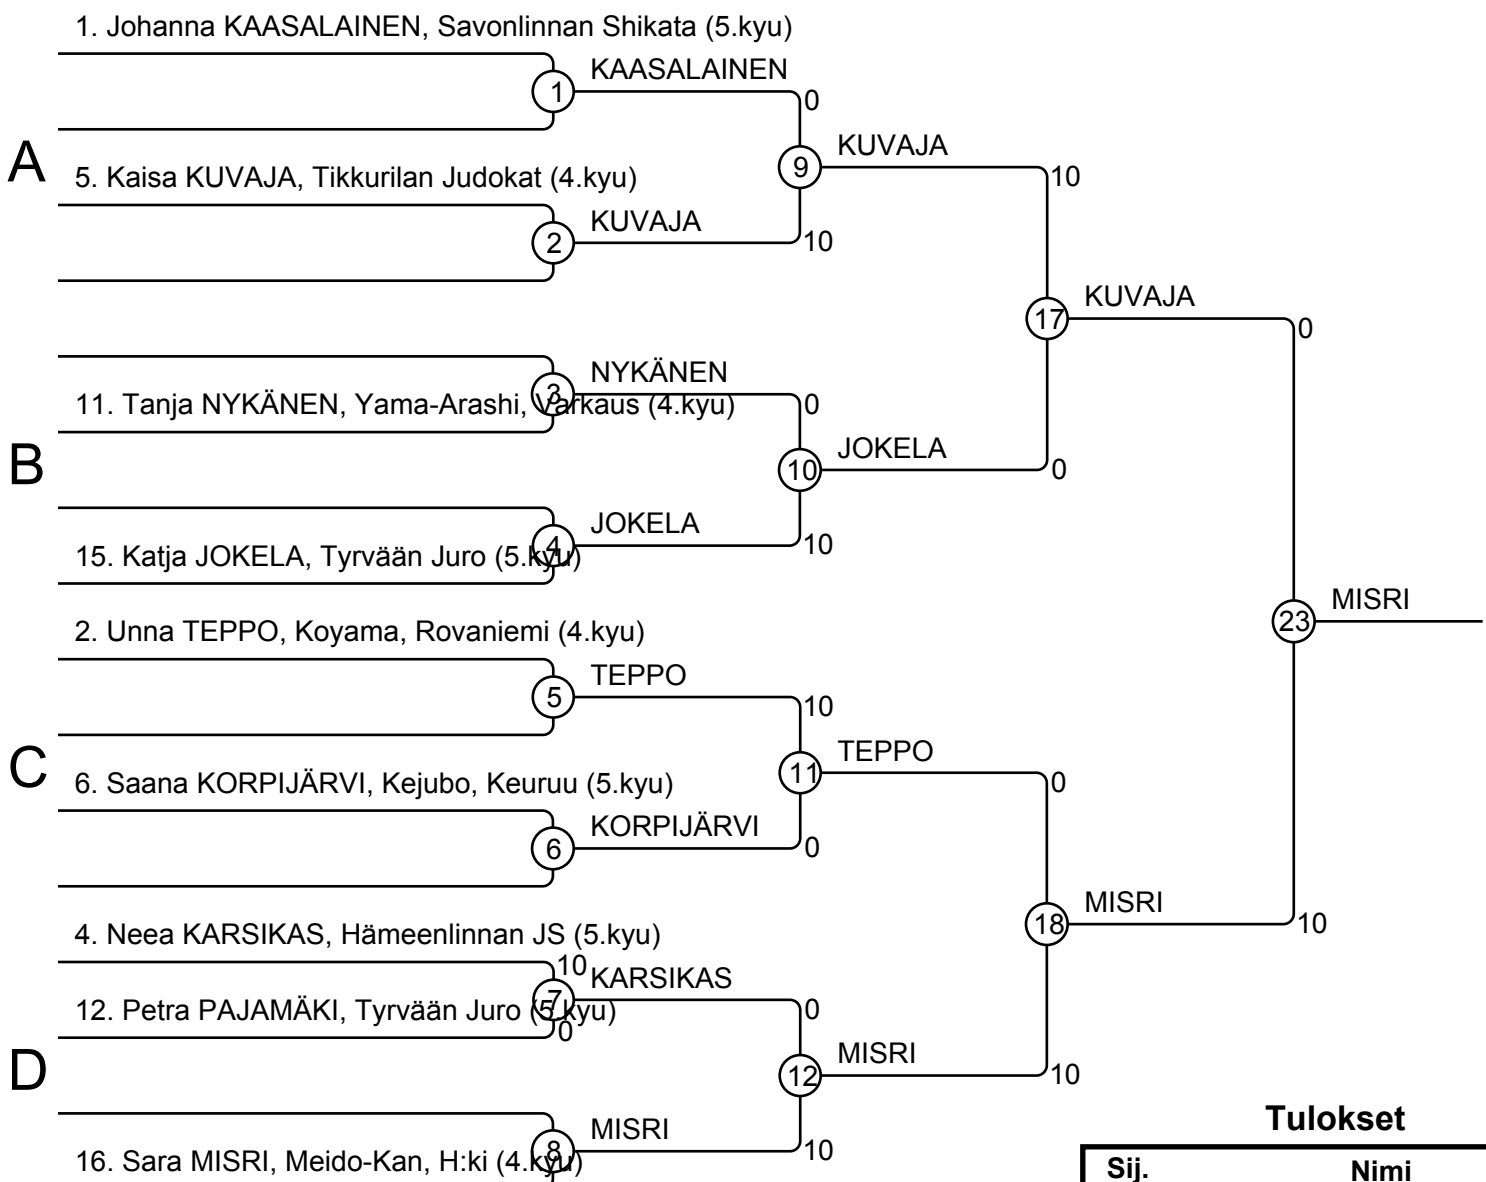 1. Johanna KAASALAINEN, Savonlinnan Shikata (5.kyu)
KAASALAINEN
1
0
KUVAJA
A
9
5. Kaisa KUVAJA, Tikkurilan Judokat (4.kyu)
10
KUVAJA
2
10
KUVAJA
17
0
NYKÄNEN
3
11. Tanja NYKÄNEN, Yama-Arashi, Varkaus (4.kyu)
0
JOKELA
B
10
0
JOKELA
4
10
15. Katja JOKELA, Tyrvään Juro (5.kyu)
MISRI
23
2. Unna TEPPO, Koyama, Rovaniemi (4.kyu)
TEPPO
5
10
TEPPO
C
11
6. Saana KORPIJÄRVI, Kejubo, Keuruu (5.kyu)
0
KORPIJÄRVI
6
0
MISRI
18
10
4. Neea KARSIKAS, Hämeenlinnan JS (5.kyu)
10
KARSIKAS
7
12. Petra PAJAMÄKI, Tyrvään Juro (5.kyu)
0
0
MISRI
D
12
10
Tulokset
MISRI
8
10
16. Sara MISRI, Meido-Kan, H:ki (4.kyu)
Sij. Nimi